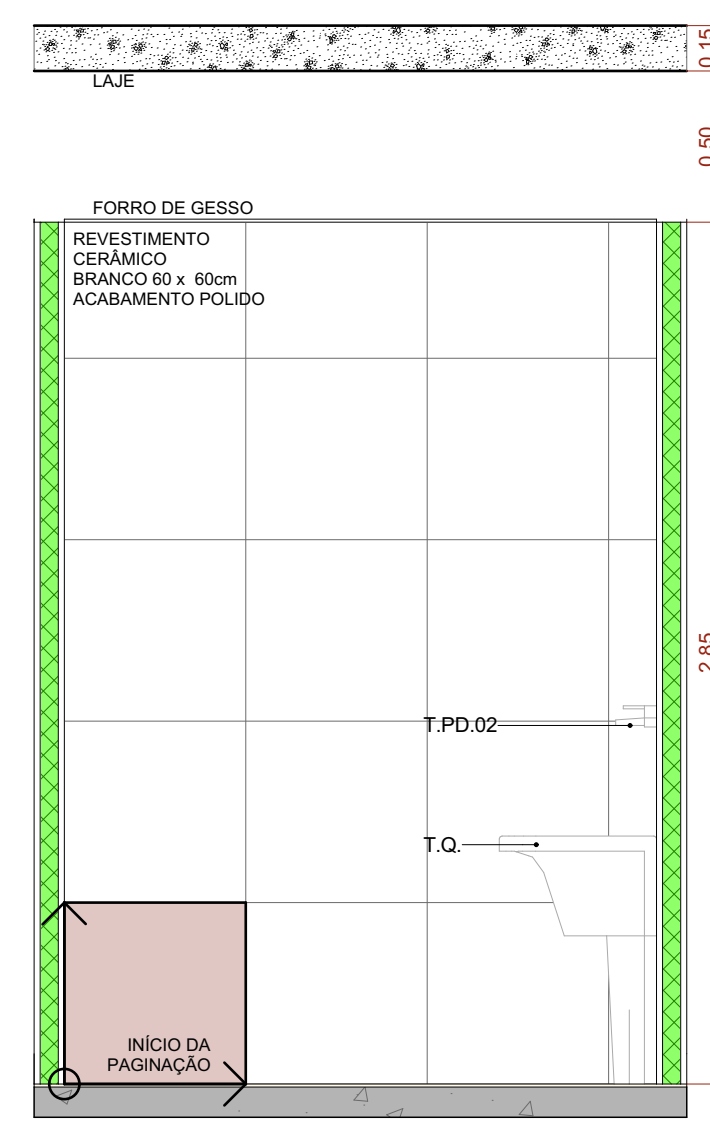 0.15
LAJE
0.50
FORRO DE GESSO
REVESTIMENTO
CERÂMICO
BRANCO 60 x 60cm
ACABAMENTO POLIDO
2.85
T.PD.02
T.Q.
INÍCIO DA
PAGINAÇÃO